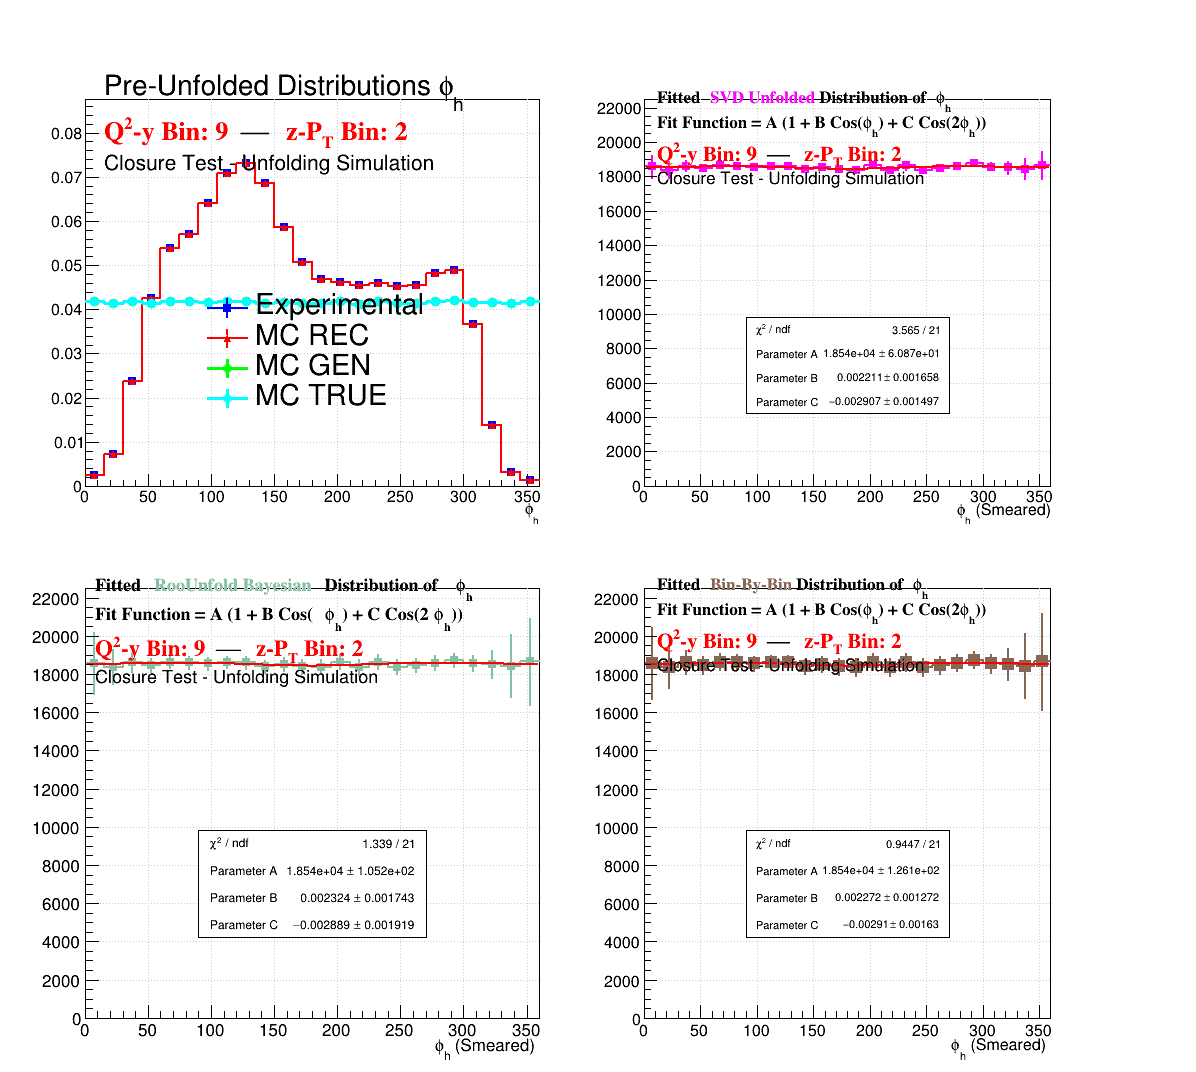 Pre-Unfolded Distributions ϕh
Q2-y Bin: 9 — z-PT Bin: 2
Closure Test - Unfolding Simulation
0.08
0.07
0.06
0.05
0.04
0.03
0.02
0.01
0
Experimental
MC REC
MC GEN
MC TRUE
0 50 100 150 200 250 300 350
ϕh
Fitted SVD Unfolded Distribution of ϕh
Fit Function = A (1 + B Cos(ϕh) + C Cos(2ϕh))
Q2-y Bin: 9 — z-PT Bin: 2
Closure Test - Unfolding Simulation
22000
20000
18000
16000
14000
12000
10000
8000
6000
4000
2000
0
χ2 / ndf 3.565 / 21
Parameter A 1.854e+04 ± 6.087e+01
Parameter B 0.002211 ± 0.001658
Parameter C −0.002907 ± 0.001497
0 50 100 150 200 250 300 350
ϕh (Smeared)
Fitted RooUnfold Bayesian Distribution of ϕh
Fit Function = A (1 + B Cos( ϕh) + C Cos(2 ϕh))
Q2-y Bin: 9 — z-PT Bin: 2
Closure Test - Unfolding Simulation
22000
20000
18000
16000
14000
12000
10000
8000
6000
4000
2000
0
χ2 / ndf 1.339 / 21
Parameter A 1.854e+04 ± 1.052e+02
Parameter B 0.002324 ± 0.001743
Parameter C −0.002889 ± 0.001919
0 50 100 150 200 250 300 350
ϕh (Smeared)
Fitted Bin-By-Bin Distribution of ϕh
Fit Function = A (1 + B Cos(ϕh) + C Cos(2ϕh))
Q2-y Bin: 9 — z-PT Bin: 2
Closure Test - Unfolding Simulation
22000
20000
18000
16000
14000
12000
10000
8000
6000
4000
2000
0
χ2 / ndf 0.9447 / 21
Parameter A 1.854e+04 ± 1.261e+02
Parameter B 0.002272 ± 0.001272
Parameter C −0.00291 ± 0.00163
0 50 100 150 200 250 300 350
ϕh (Smeared)